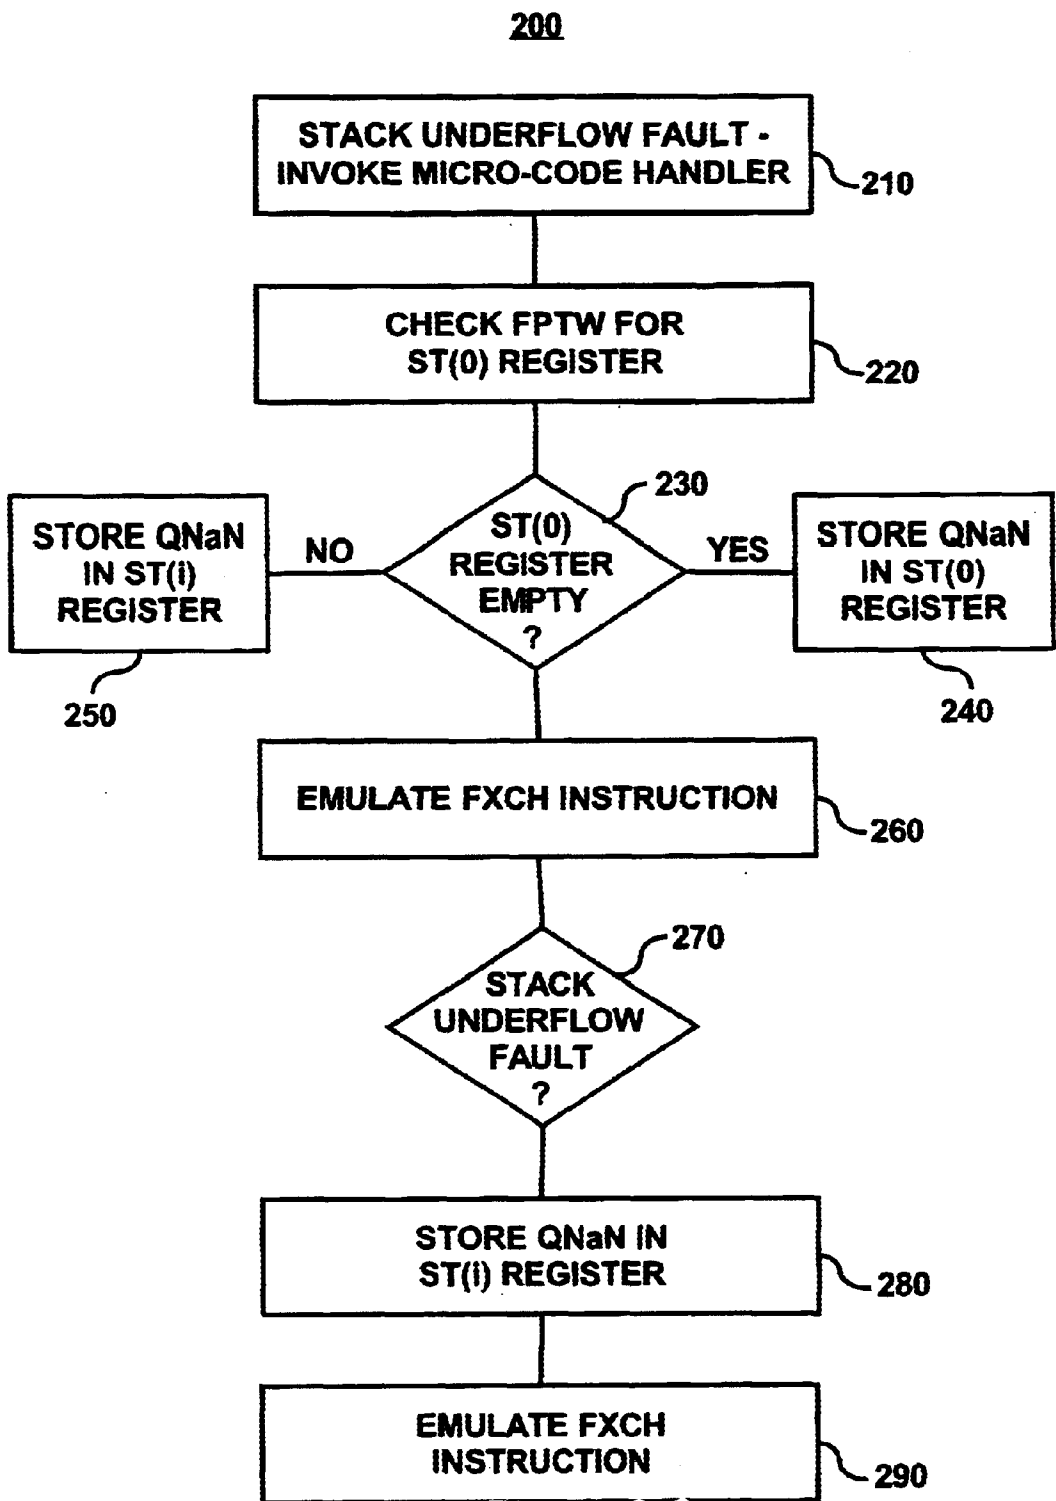 200
STACK UNDERFLOW FAULT -
INVOKE MICRO-CODE HANDLER
210
CHECK FPTW FOR
ST(0) REGISTER
220
230
ST(0)
REGISTER
EMPTY
?
NO
YES
STORE QNaN
IN ST(i)
REGISTER
250
STORE QNaN
IN ST(0)
REGISTER
240
EMULATE FXCH INSTRUCTION
260
270
STACK
UNDERFLOW
FAULT
?
STORE QNaN IN
ST(i) REGISTER
280
EMULATE FXCH
INSTRUCTION
290